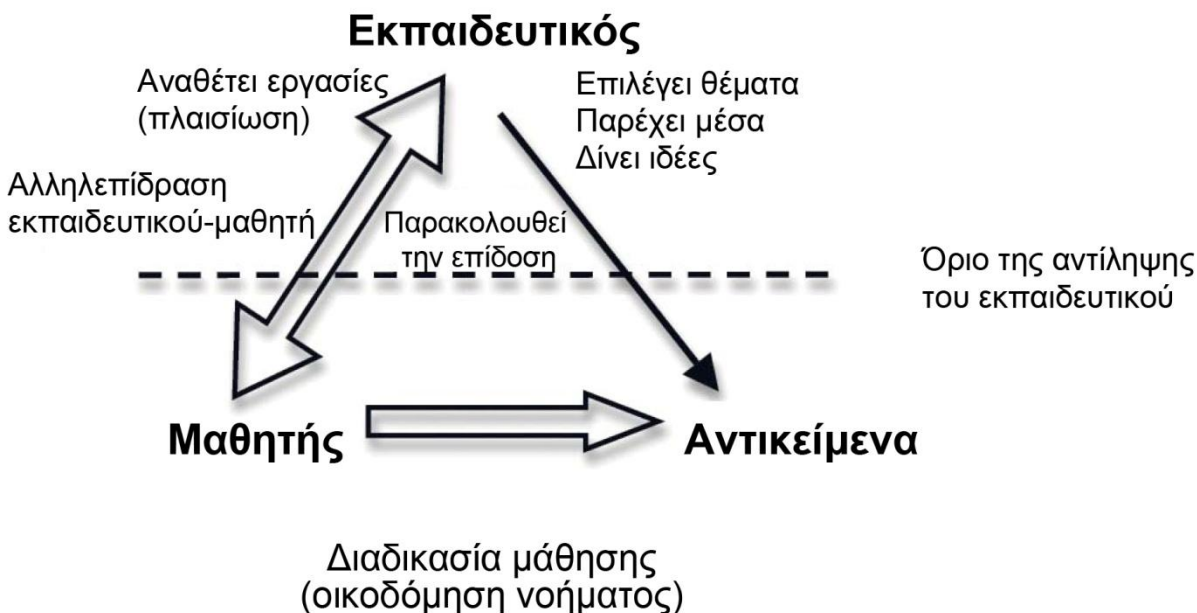 Εκπαιδευτικός
Αναθέτει εργασίες
(πλαισίωση)
Επιλέγει θέματα
Παρέχει μέσα
Δίνει ιδέες
Αλληλεπίδραση
εκπαιδευτικού-μαθητή
Παρακολουθεί
την επίδοση
Όριο της αντίληψης
του εκπαιδευτικού
Μαθητής
Αντικείμενα
Διαδικασία μάθησης
(οικοδόμηση νοήματος)